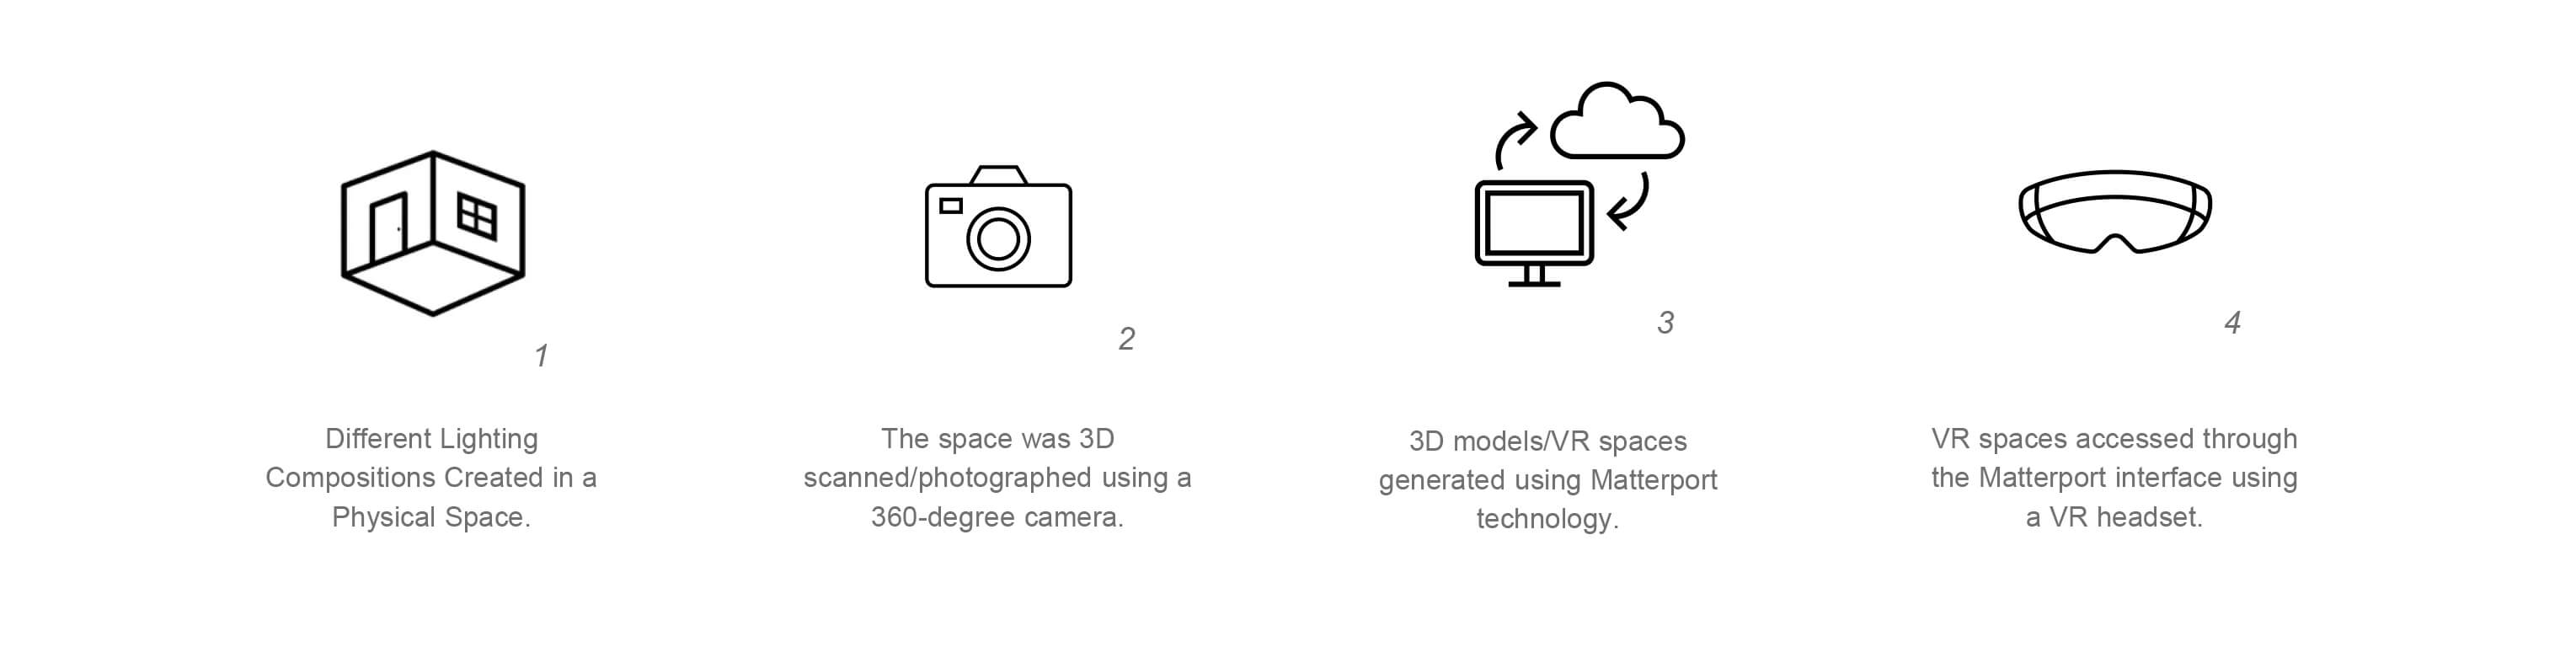 1
Different Lighting
Compositions Created in a
Physical Space.
2
The space was 3D
scanned/photographed using a
360-degree camera.
3
3D models/VR spaces
generated using Matterport
technology.
4
VR spaces accessed through
the Matterport interface using
a VR headset.